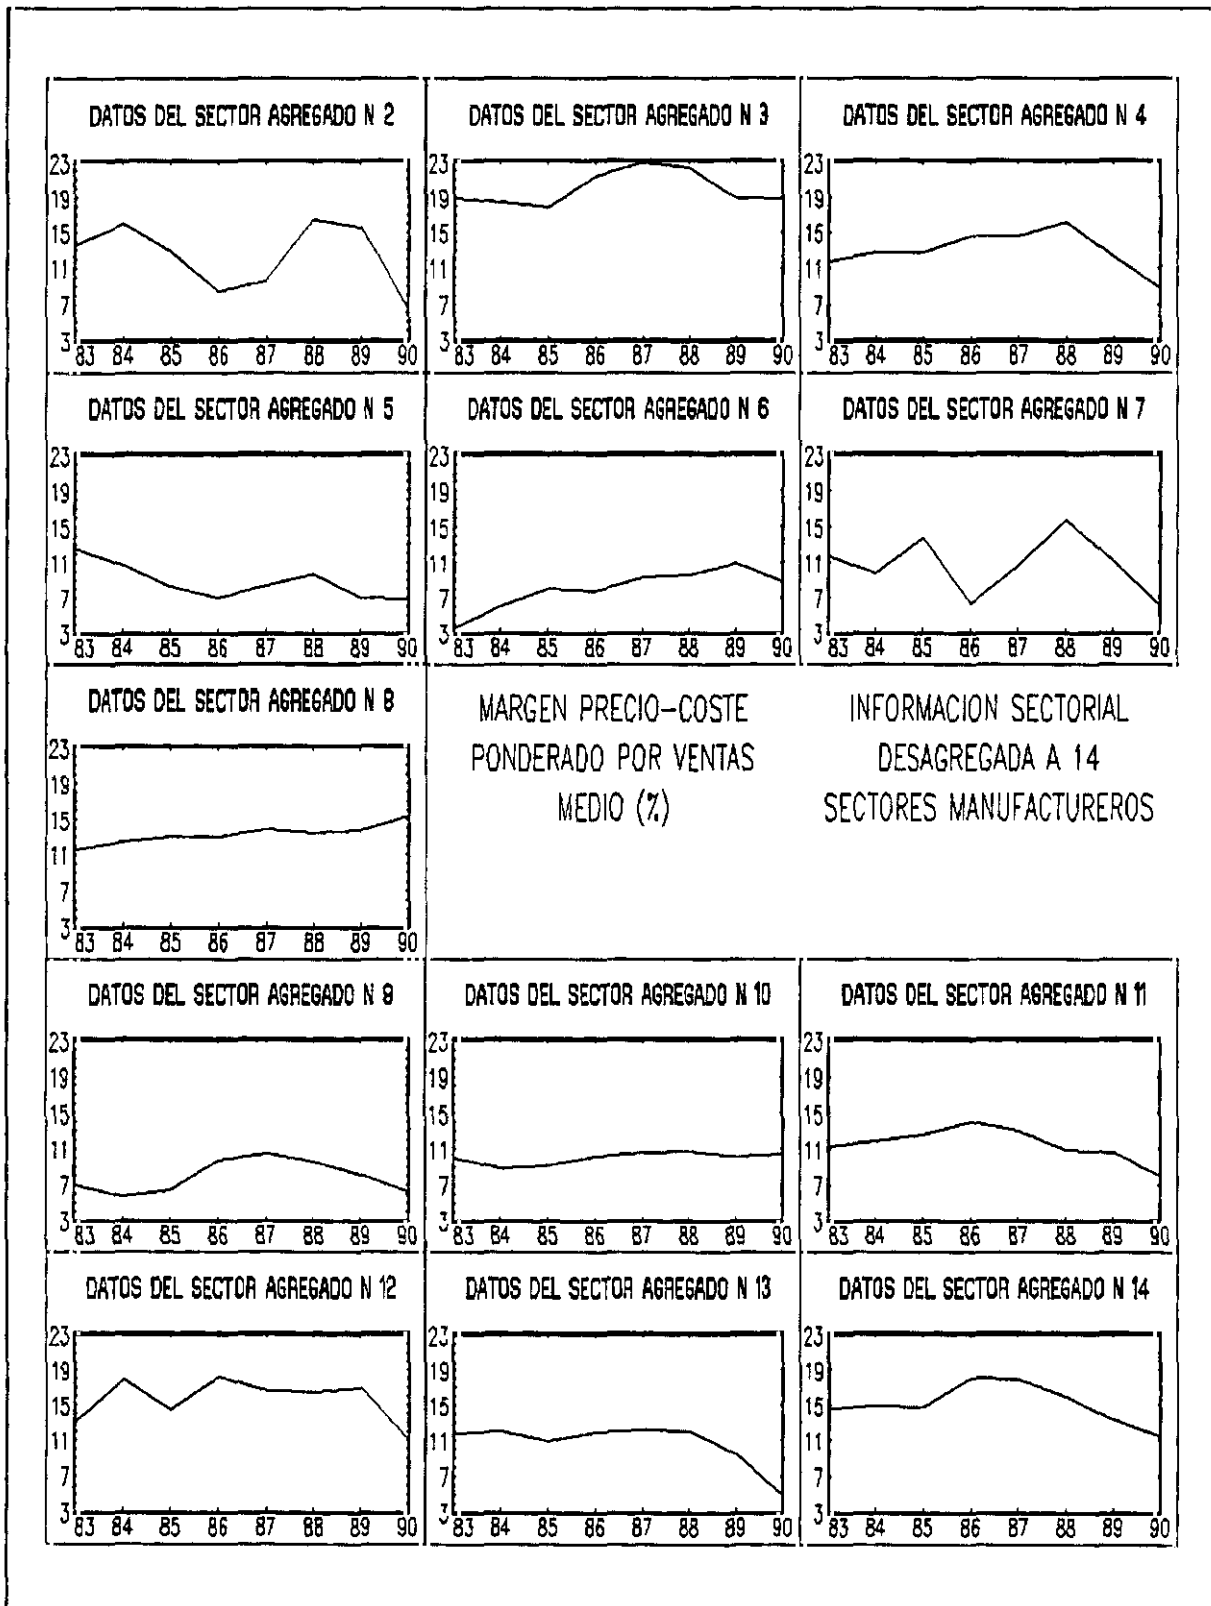 DATOS DEL SECTOR AGREGADO N 2
23
19
15
11
7
3
83 84 85 86 87 88 89 90
DATOS DEL SECTOR AGREGADO N 3
23
19
15
11
7
3
83 84 85 86 87 88 89 90
DATOS DEL SECTOR AGREGADO N 4
23
19
15
11
7
3
83 84 85 86 87 88 89 90
DATOS DEL SECTOR AGREGADO N 5
23
19
15
11
7
3
83 84 85 86 87 88 89 90
DATOS DEL SECTOR AGREGADO N 6
23
19
15
11
7
3
83 84 85 86 87 88 89 90
DATOS DEL SECTOR AGREGADO N 7
23
19
15
11
7
3
83 84 85 86 87 88 89 90
DATOS DEL SECTOR AGREGADO N 8
23
19
15
11
7
3
83 84 85 86 87 88 89 90
MARGEN PRECIO-COSTE
PONDERADO POR VENTAS
MEDIO (%)
INFORMACION SECTORIAL
DESAGREGADA A 14
SECTORES MANUFACTUREROS
DATOS DEL SECTOR AGREGADO N 9
23
19
15
11
7
3
83 84 85 86 87 88 89 90
DATOS DEL SECTOR AGREGADO N 10
23
19
15
11
7
3
83 84 85 86 87 88 89 90
DATOS DEL SECTOR AGREGADO N 11
23
19
15
11
7
3
83 84 85 86 87 88 89 90
DATOS DEL SECTOR AGREGADO N 12
23
19
15
11
7
3
83 84 85 86 87 88 89 90
DATOS DEL SECTOR AGREGADO N 13
23
19
15
11
7
3
83 84 85 86 87 88 89 90
DATOS DEL SECTOR AGREGADO N 14
23
19
15
11
7
3
83 84 85 86 87 88 89 90